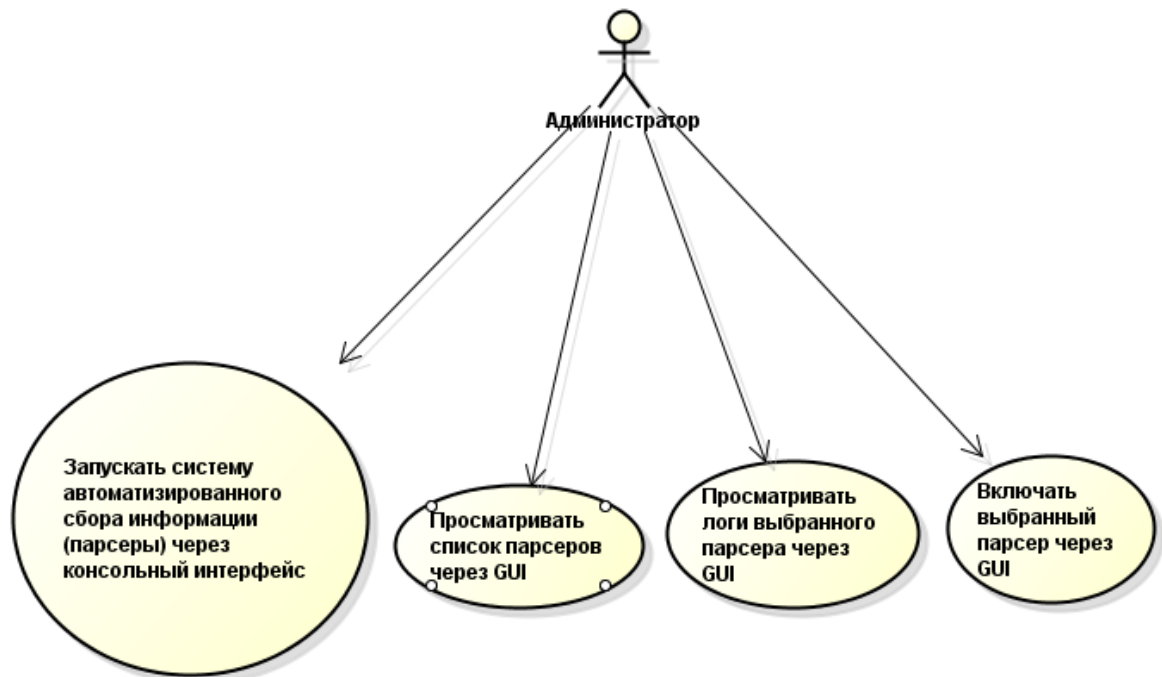 Администратор
Запускать систему
автоматизированного
сбора информации
(парсеры) через
консольный интерфейс
Просматривать
список парсеров
через GUI
Просматривать
логи выбранного
парсера через
GUI
Включать
выбранный
парсер через
GUI